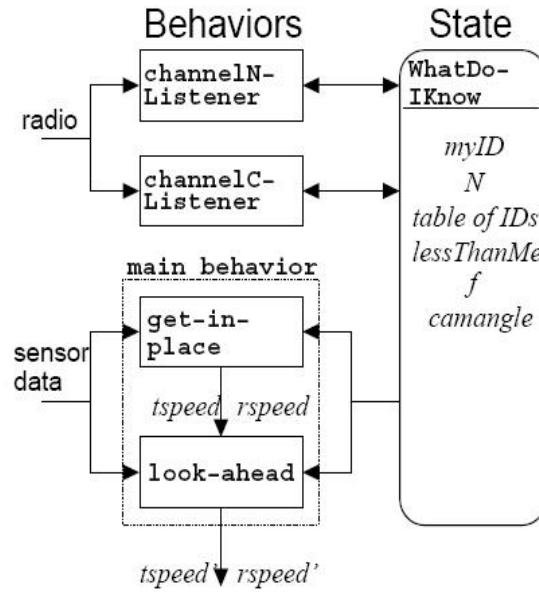 Behaviors
State
radio
channelN-
Listener
channelC-
Listener
WhatDo-
IKnow
myID
N
table of IDs
lessThanMe
f
camangle
main behavior
sensor
data
get-in-
place
tspeed rspeed
look-ahead
tspeed' rspeed'